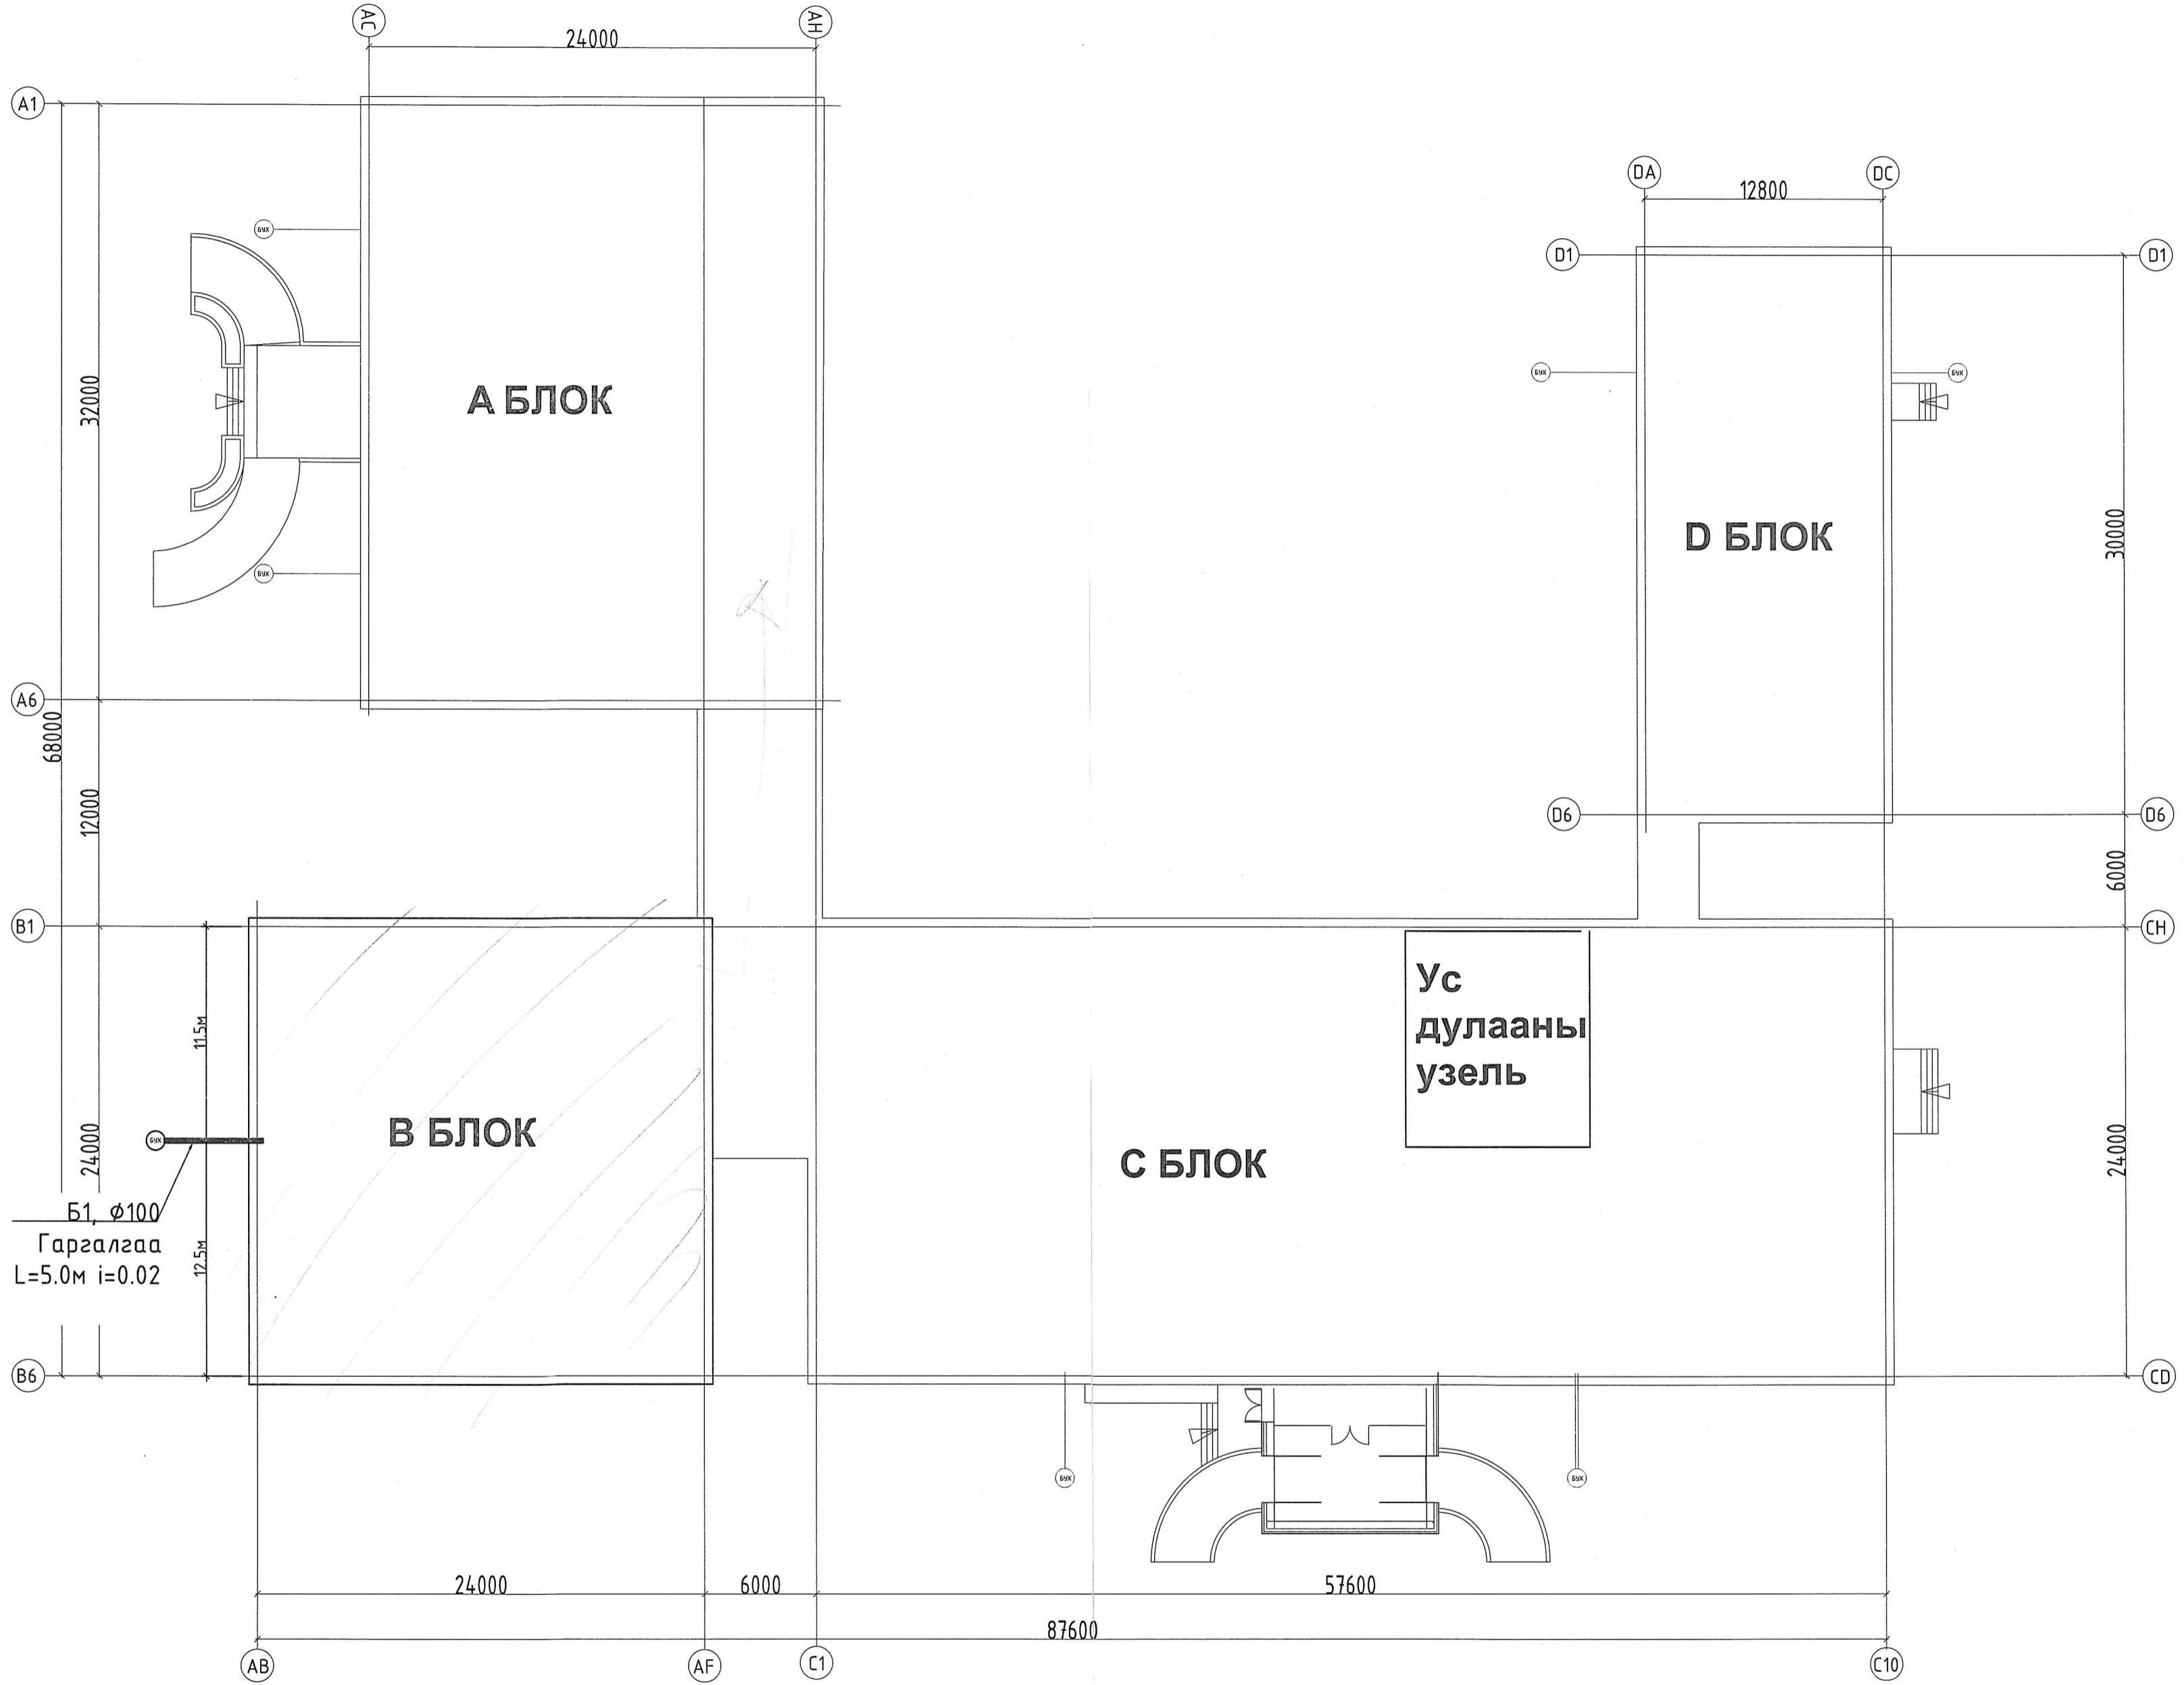 AC
AH
24000
A1
DA
DC
12800
БУХ
D1
D1
32000
А БЛОК
БУХ
БУХ
D БЛОК
30000
БУХ
A6
68000
12000
D6
D6
6000
B1
CH
Ус
дулааны
узель
11.5м
В БЛОК
С БЛОК
24000
24000
БУХ
Б1, Ф100
Гаргалгаа
L=5.0м i=0.02
12.5м
B6
CD
БУХ
БУХ
24000
6000
57600
87600
AB
AF
C1
C10